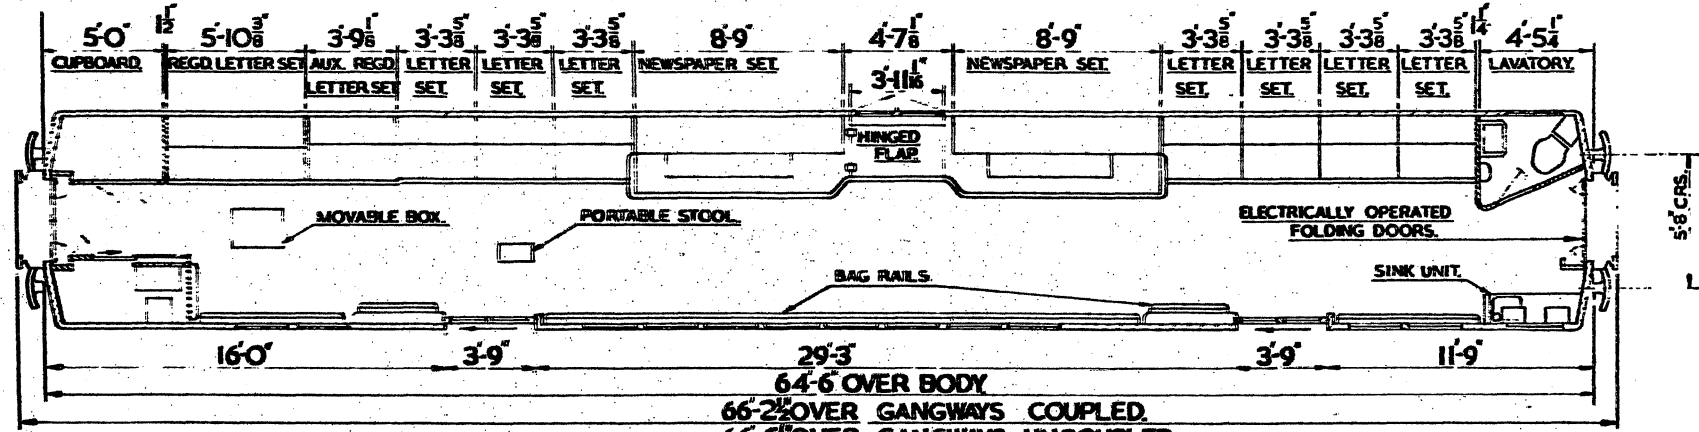 5'-0" 1½" 5'-10⅜" 3'-9⅛" 3'-3⅝" 3'-3⅝" 3'-3⅝" 8'-9" 4'-7⅛" 8'-9" 3'-3⅝" 3'-3⅝" 3'-3⅝" 3'-3⅝" 1¼" 4'-5¼"
CUPBOARD. REGD. LETTER SET. AUX. REGD. LETTER LETTER LETTER NEWSPAPER SET. NEWSPAPER SET. LETTER LETTER LETTER LETTER LAVATORY.
LETTER SET. SET. SET. SET. 3'-11 1/16" SET. SET. SET. SET.
HINGED
FLAP.
MOVABLE BOX. PORTABLE STOOL. ELECTRICALLY OPERATED
FOLDING DOORS.
5'-8" CRS.
BAG RAILS. SINK UNIT.
16'-0" 3'-9" 29'-3" 3'-9" 11'-9"
64'-6" OVER BODY.
66'-2½" OVER GANGWAYS COUPLED.
OVER GANGWAYS UNCOUPLED